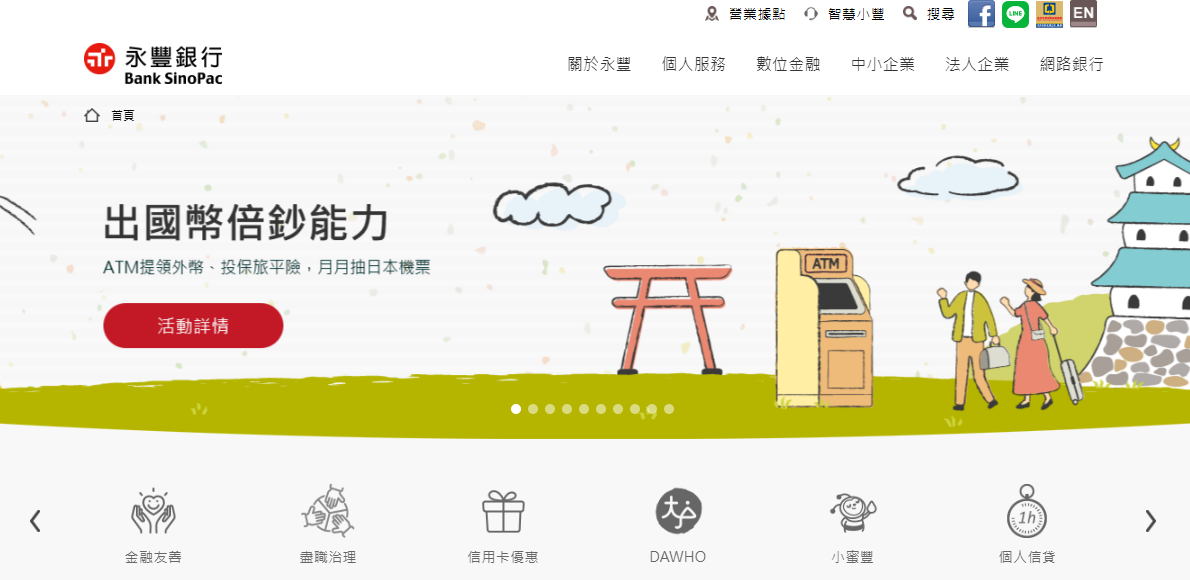 營業據點 智慧小豐 搜尋 f LINE EN
永豐銀行
Bank SinoPac
關於永豐 個人服務 數位金融 中小企業 法人企業 網路銀行
首頁
出國幣倍鈔能力
ATM提領外幣、投保旅平險，月月抽日本機票
活動詳情
ATM
1h
金融友善 盡職治理 信用卡優惠 DAWHO 小蜜豐 個人信貸